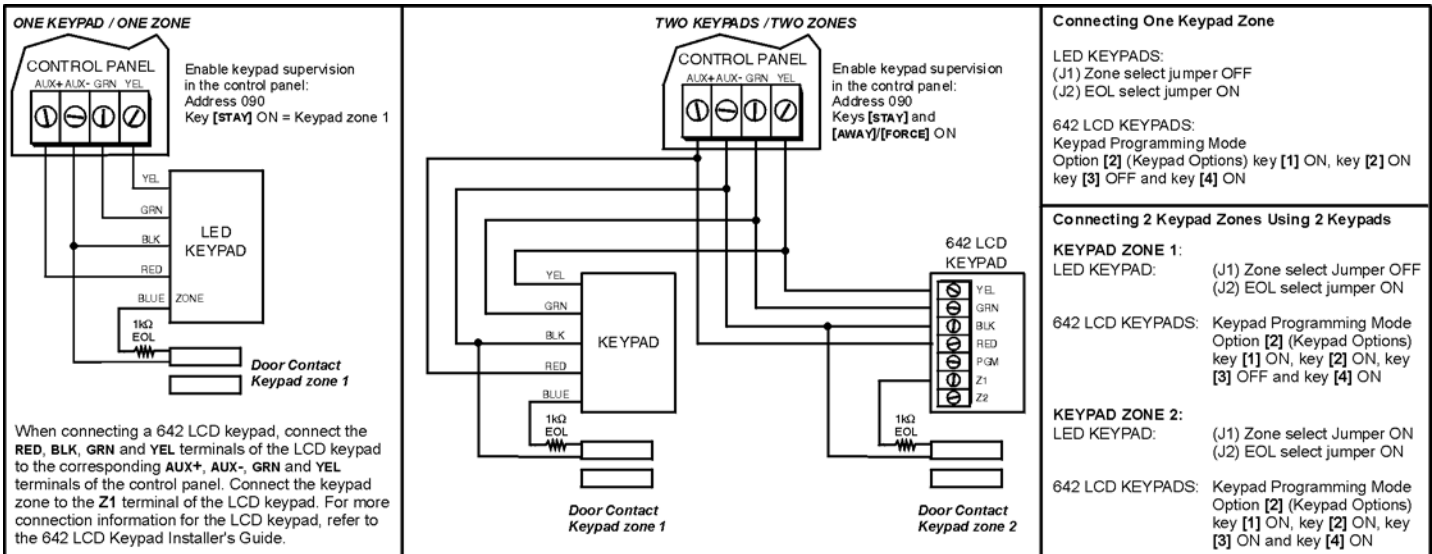 ONE KEYPAD / ONE ZONE
CONTROL PANEL
AUX+ AUX- GRN YEL
Enable keypad supervision
in the control panel:
Address 090
Key [STAY] ON = Keypad zone 1
YEL
GRN
BLK
RED
BLUE ZONE
LED
KEYPAD
1kΩ
EOL
Door Contact
Keypad zone 1
When connecting a 642 LCD keypad, connect the
RED, BLK, GRN and YEL terminals of the LCD keypad
to the corresponding AUX+, AUX-, GRN and YEL
terminals of the control panel. Connect the keypad
zone to the Z1 terminal of the LCD keypad. For more
connection information for the LCD keypad, refer to
the 642 LCD Keypad Installer's Guide.
TWO KEYPADS / TWO ZONES
CONTROL PANEL
AUX+ AUX- GRN YEL
Enable keypad supervision
in the control panel:
Address 090
Keys [STAY] and
[AWAY]/[FORCE] ON
YEL
GRN
BLK
RED
BLUE
KEYPAD
1kΩ
EOL
Door Contact
Keypad zone 1
642 LCD
KEYPAD
YEL
GRN
BLK
RED
PGM
Z1
Z2
1kΩ
EOL
Door Contact
Keypad zone 2
Connecting One Keypad Zone
LED KEYPADS:
(J1) Zone select jumper OFF
(J2) EOL select jumper ON
642 LCD KEYPADS:
Keypad Programming Mode
Option [2] (Keypad Options) key [1] ON, key [2] ON
key [3] OFF and key [4] ON
Connecting 2 Keypad Zones Using 2 Keypads
KEYPAD ZONE 1:
LED KEYPAD: (J1) Zone select Jumper OFF
(J2) EOL select jumper ON
642 LCD KEYPADS: Keypad Programming Mode
Option [2] (Keypad Options)
key [1] ON, key [2] ON, key
[3] OFF and key [4] ON
KEYPAD ZONE 2:
LED KEYPAD: (J1) Zone select Jumper ON
(J2) EOL select jumper ON
642 LCD KEYPADS: Keypad Programming Mode
Option [2] (Keypad Options)
key [1] ON, key [2] ON, key
[3] ON and key [4] ON